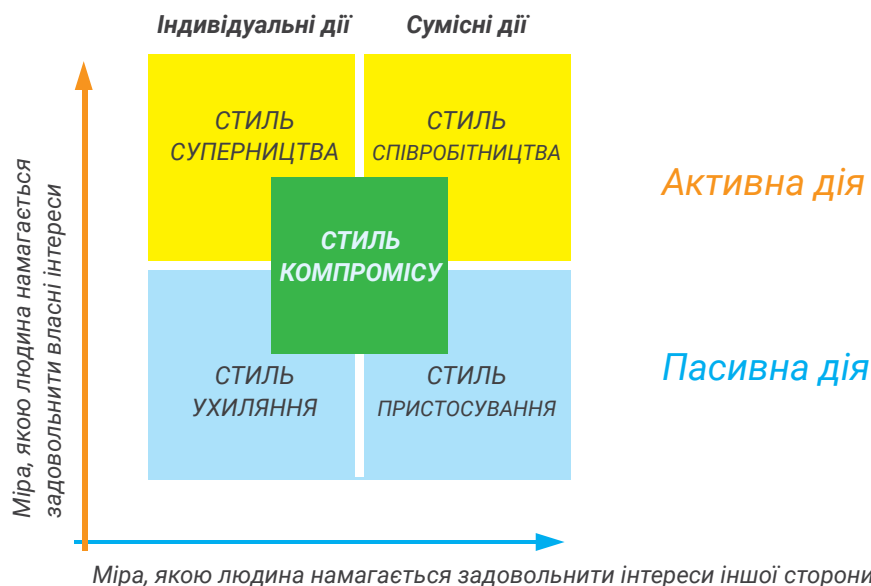 Індивідуальні дії
Сумісні дії
СТИЛЬ
СУПЕРНИЦТВА
СТИЛЬ
СПІВРОБІТНИЦТВА
Активна дія
СТИЛЬ
КОМПРОМІСУ
СТИЛЬ
УХИЛЯННЯ
СТИЛЬ
ПРИСТОСУВАННЯ
Пасивна дія
Міра, якою людина намагається
задовольнити власні інтереси
Міра, якою людина намагається задовольнити інтереси іншої сторони